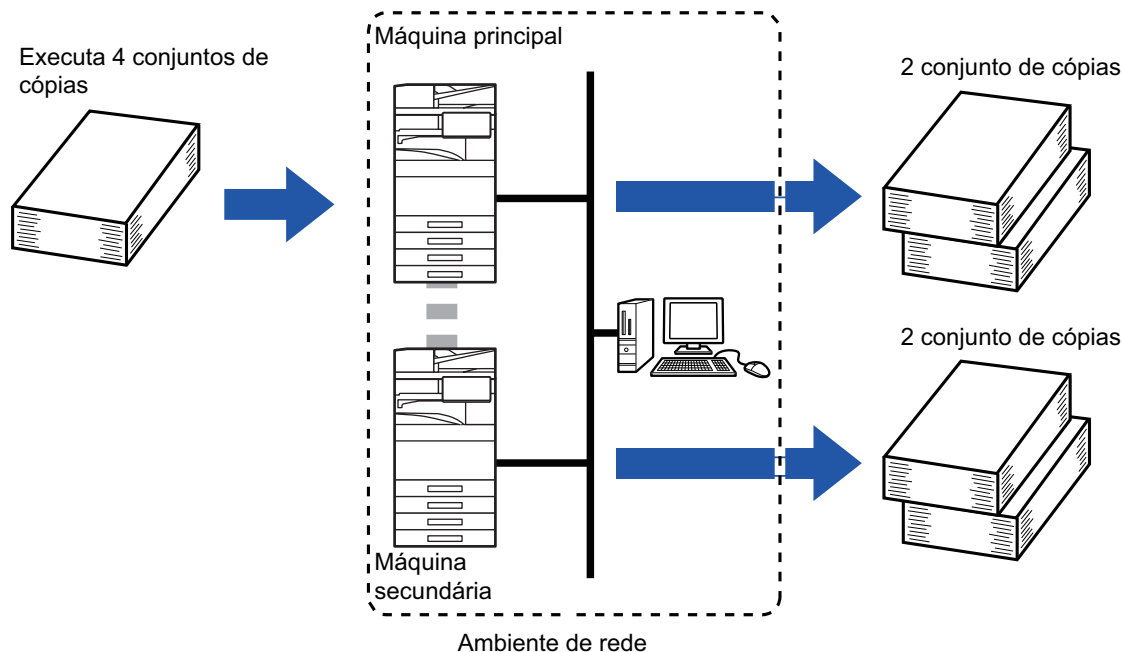 Executa 4 conjuntos de
cópias
Máquina principal
2 conjunto de cópias
2 conjunto de cópias
Máquina
secundária
Ambiente de rede